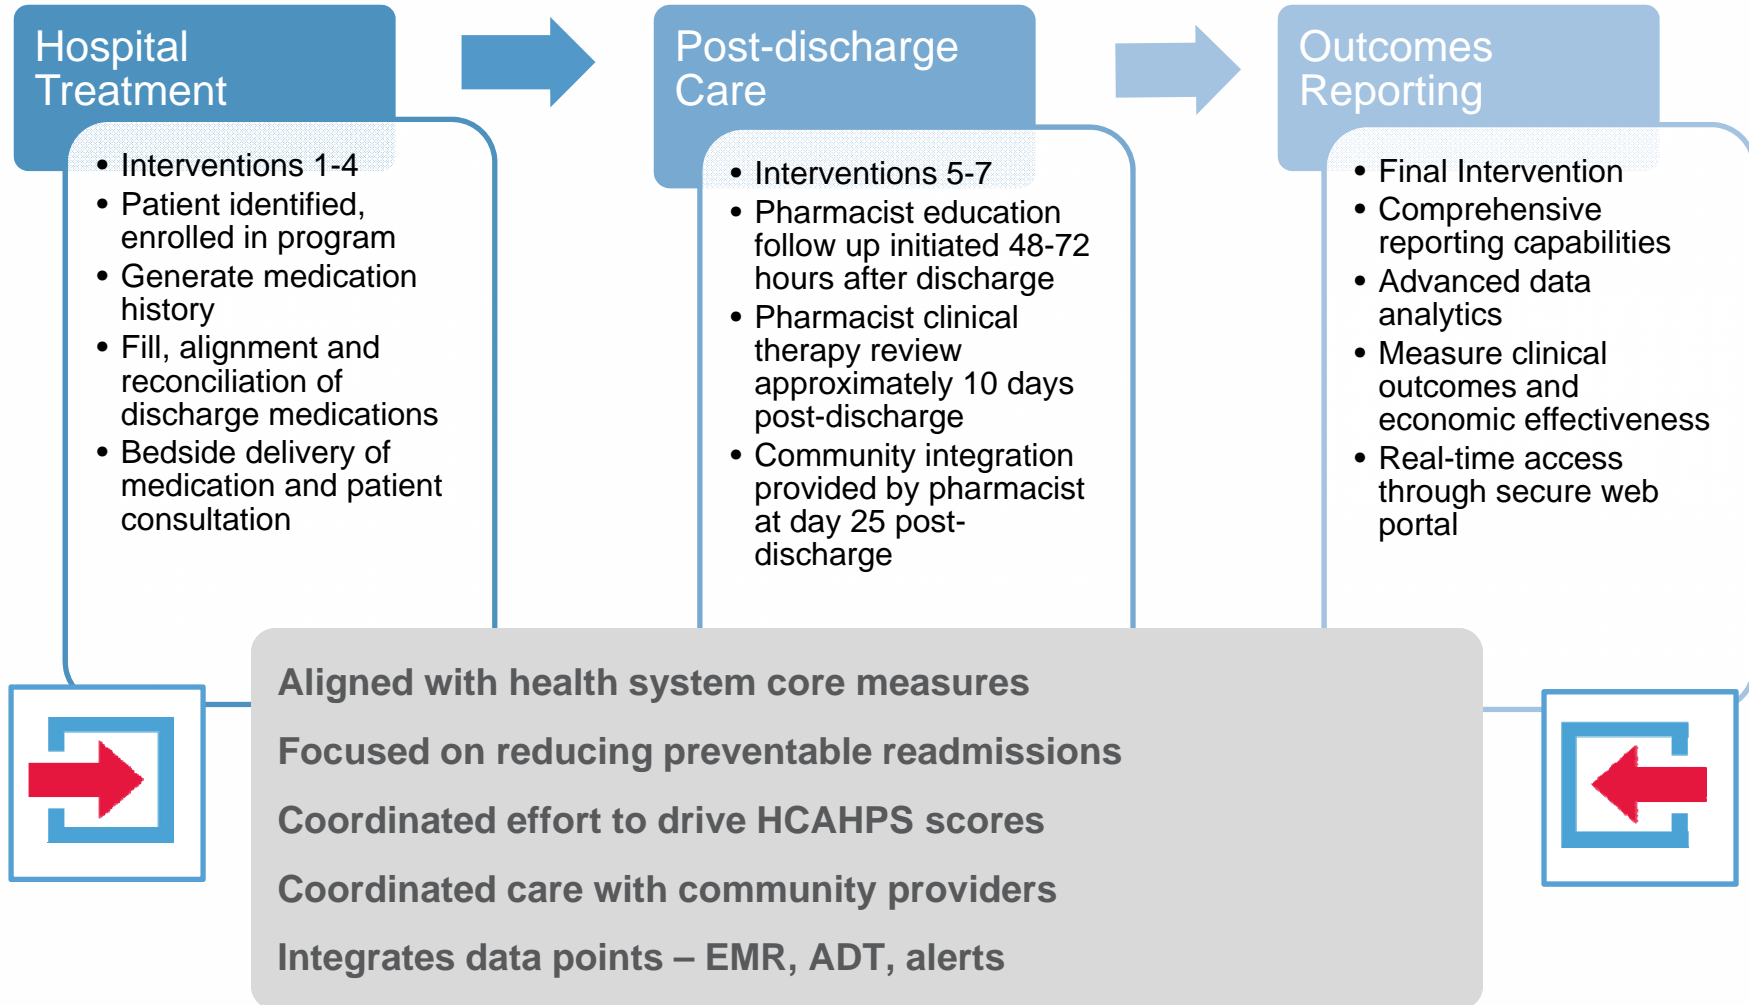 Hospital
Treatment
• Interventions 1-4
• Patient identified,
enrolled in program
• Generate medication
history
• Fill, alignment and
reconciliation of
discharge medications
• Bedside delivery of
medication and patient
consultation
Post-discharge
Care
• Interventions 5-7
• Pharmacist education
follow up initiated 48-72
hours after discharge
• Pharmacist clinical
therapy review
approximately 10 days
post-discharge
• Community integration
provided by pharmacist
at day 25 post-
discharge
Outcomes
Reporting
• Final Intervention
• Comprehensive
reporting capabilities
• Advanced data
analytics
• Measure clinical
outcomes and
economic effectiveness
• Real-time access
through secure web
portal
Aligned with health system core measures
Focused on reducing preventable readmissions
Coordinated effort to drive HCAHPS scores
Coordinated care with community providers
Integrates data points – EMR, ADT, alerts